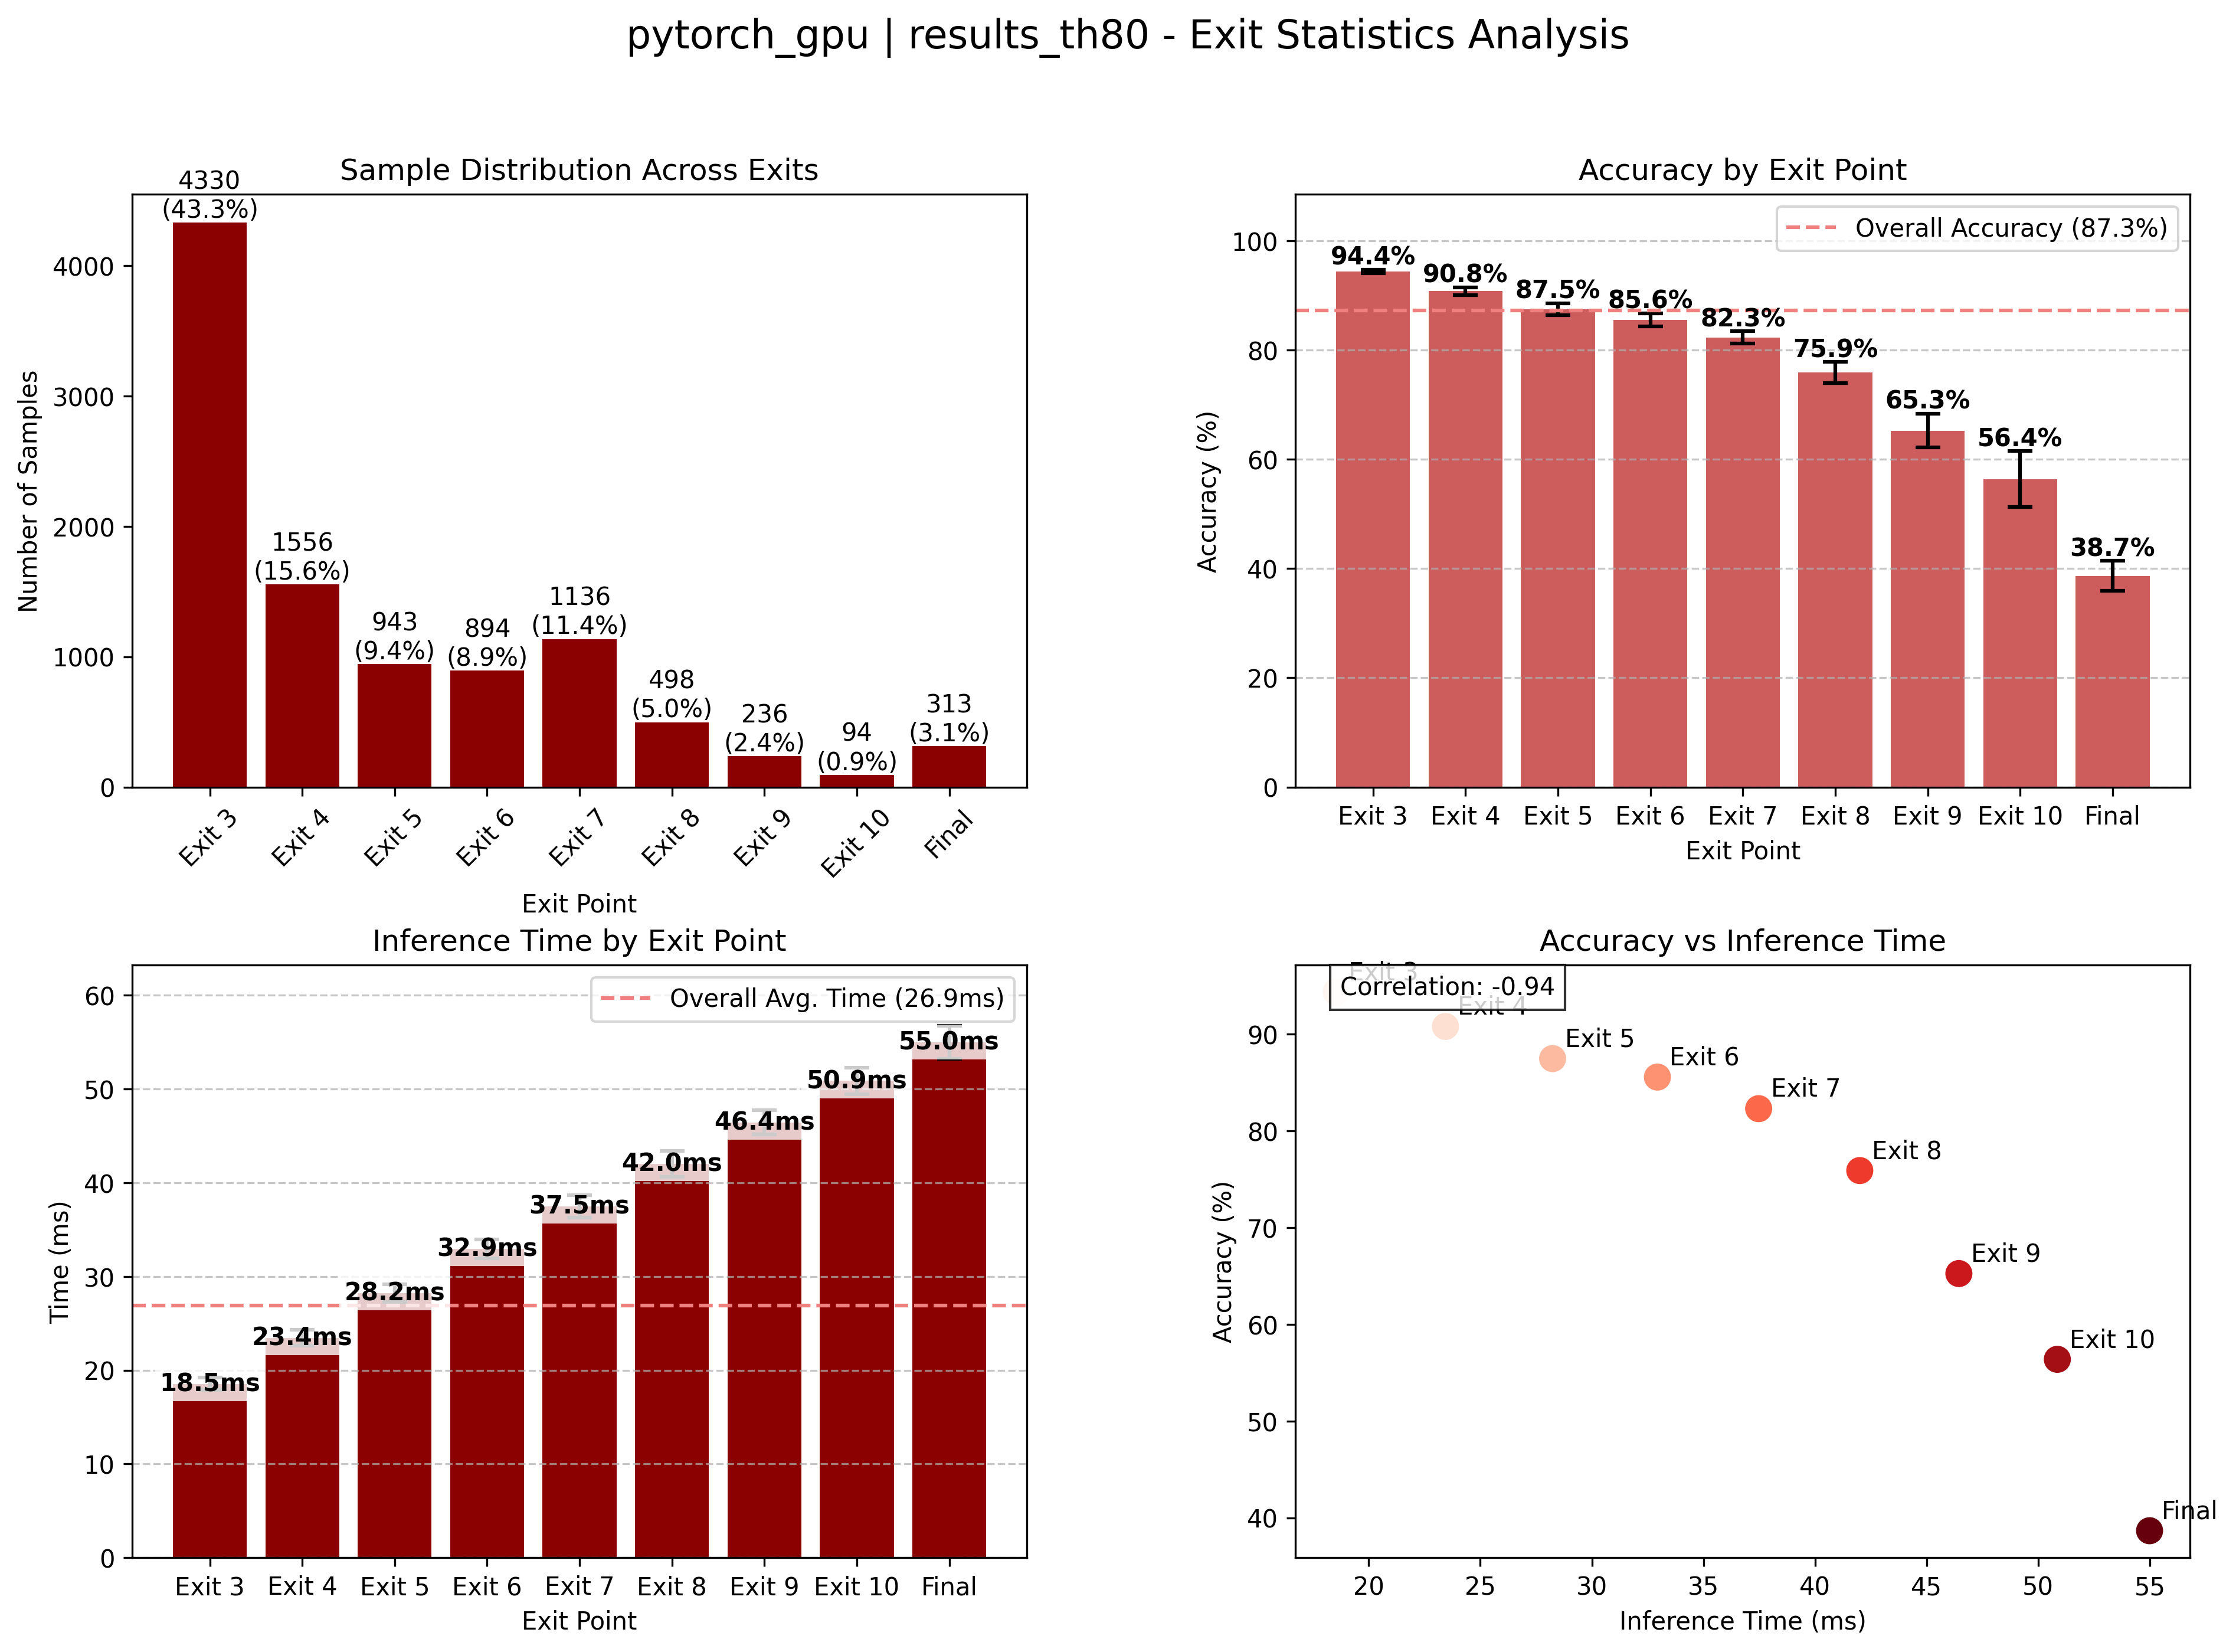 pytorch_gpu | results_th80 - Exit Statistics Analysis
Sample Distribution Across Exits
Number of Samples
4000
3000
2000
1000
0
4330
(43.3%)
1556
(15.6%)
943
(9.4%)
894
(8.9%)
1136
(11.4%)
498
(5.0%)
236
(2.4%)
94
(0.9%)
313
(3.1%)
Exit 3
Exit 4
Exit 5
Exit 6
Exit 7
Exit 8
Exit 9
Exit 10
Final
Exit Point
Accuracy by Exit Point
Overall Accuracy (87.3%)
Accuracy (%)
100
80
60
40
20
0
94.4%
90.8%
87.5%
85.6%
82.3%
75.9%
65.3%
56.4%
38.7%
Exit 3
Exit 4
Exit 5
Exit 6
Exit 7
Exit 8
Exit 9
Exit 10
Final
Exit Point
Inference Time by Exit Point
Overall Avg. Time (26.9ms)
Time (ms)
60
50
40
30
20
10
0
18.5ms
23.4ms
28.2ms
32.9ms
37.5ms
42.0ms
46.4ms
50.9ms
55.0ms
Exit 3
Exit 4
Exit 5
Exit 6
Exit 7
Exit 8
Exit 9
Exit 10
Final
Exit Point
Accuracy vs Inference Time
Correlation: -0.94
Accuracy (%)
90
80
70
60
50
40
Exit 3
Exit 4
Exit 5
Exit 6
Exit 7
Exit 8
Exit 9
Exit 10
Final
20
25
30
35
40
45
50
55
Inference Time (ms)